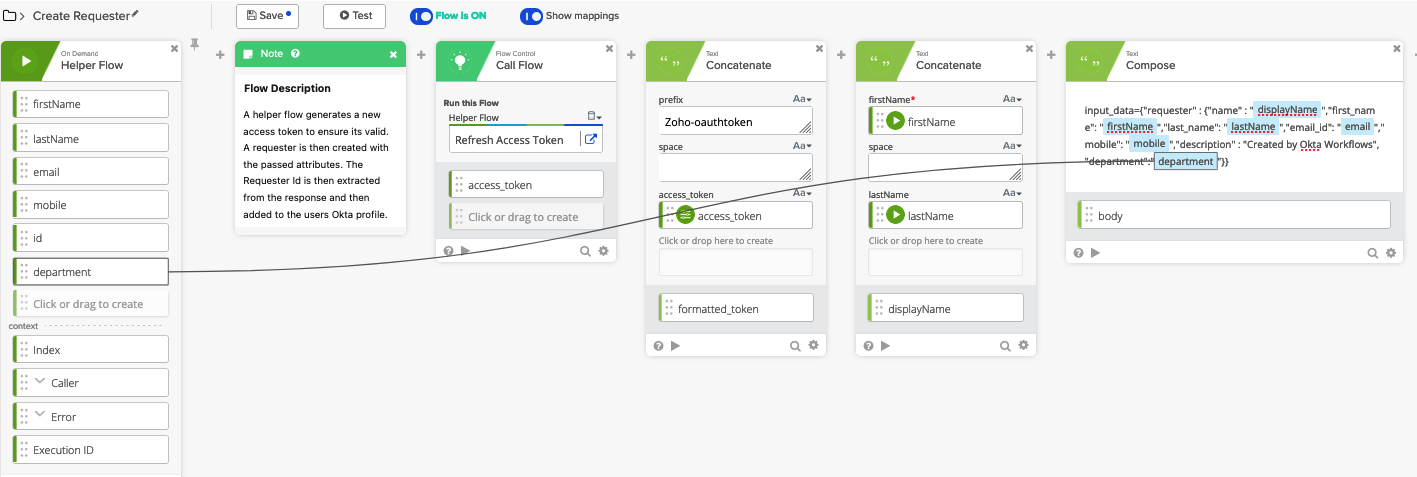 Create Requester
Save
Test
Flow is ON
Show mappings
On Demand
Helper Flow
firstName
lastName
email
mobile
id
department
Click or drag to create
context
Index
Caller
Error
Execution ID
Note
Flow Description
A helper flow generates a new
access token to ensure its valid.
A requester is then created with
the passed attributes. The
Requester Id is then extracted
from the response and then
added to the users Okta profile.
Flow Control
Call Flow
Run this Flow
Helper Flow
Refresh Access Token
access_token
Click or drag to create
Text
Concatenate
prefix
Aa
Zoho-oauthtoken
space
Aa
access_token
Aa
access_token
Click or drop here to create
formatted_token
Text
Concatenate
firstName*
Aa
firstName
space
Aa
lastName
Aa
lastName
Click or drop here to create
displayName
Text
Compose
input_data={"requester" : {"name" : " displayName ","first_nam
e": " firstName ","last_name": " lastName ","email_id": " email ","
mobile": " mobile ","description" : "Created by Okta Workflows",
"department":" department "}}
body